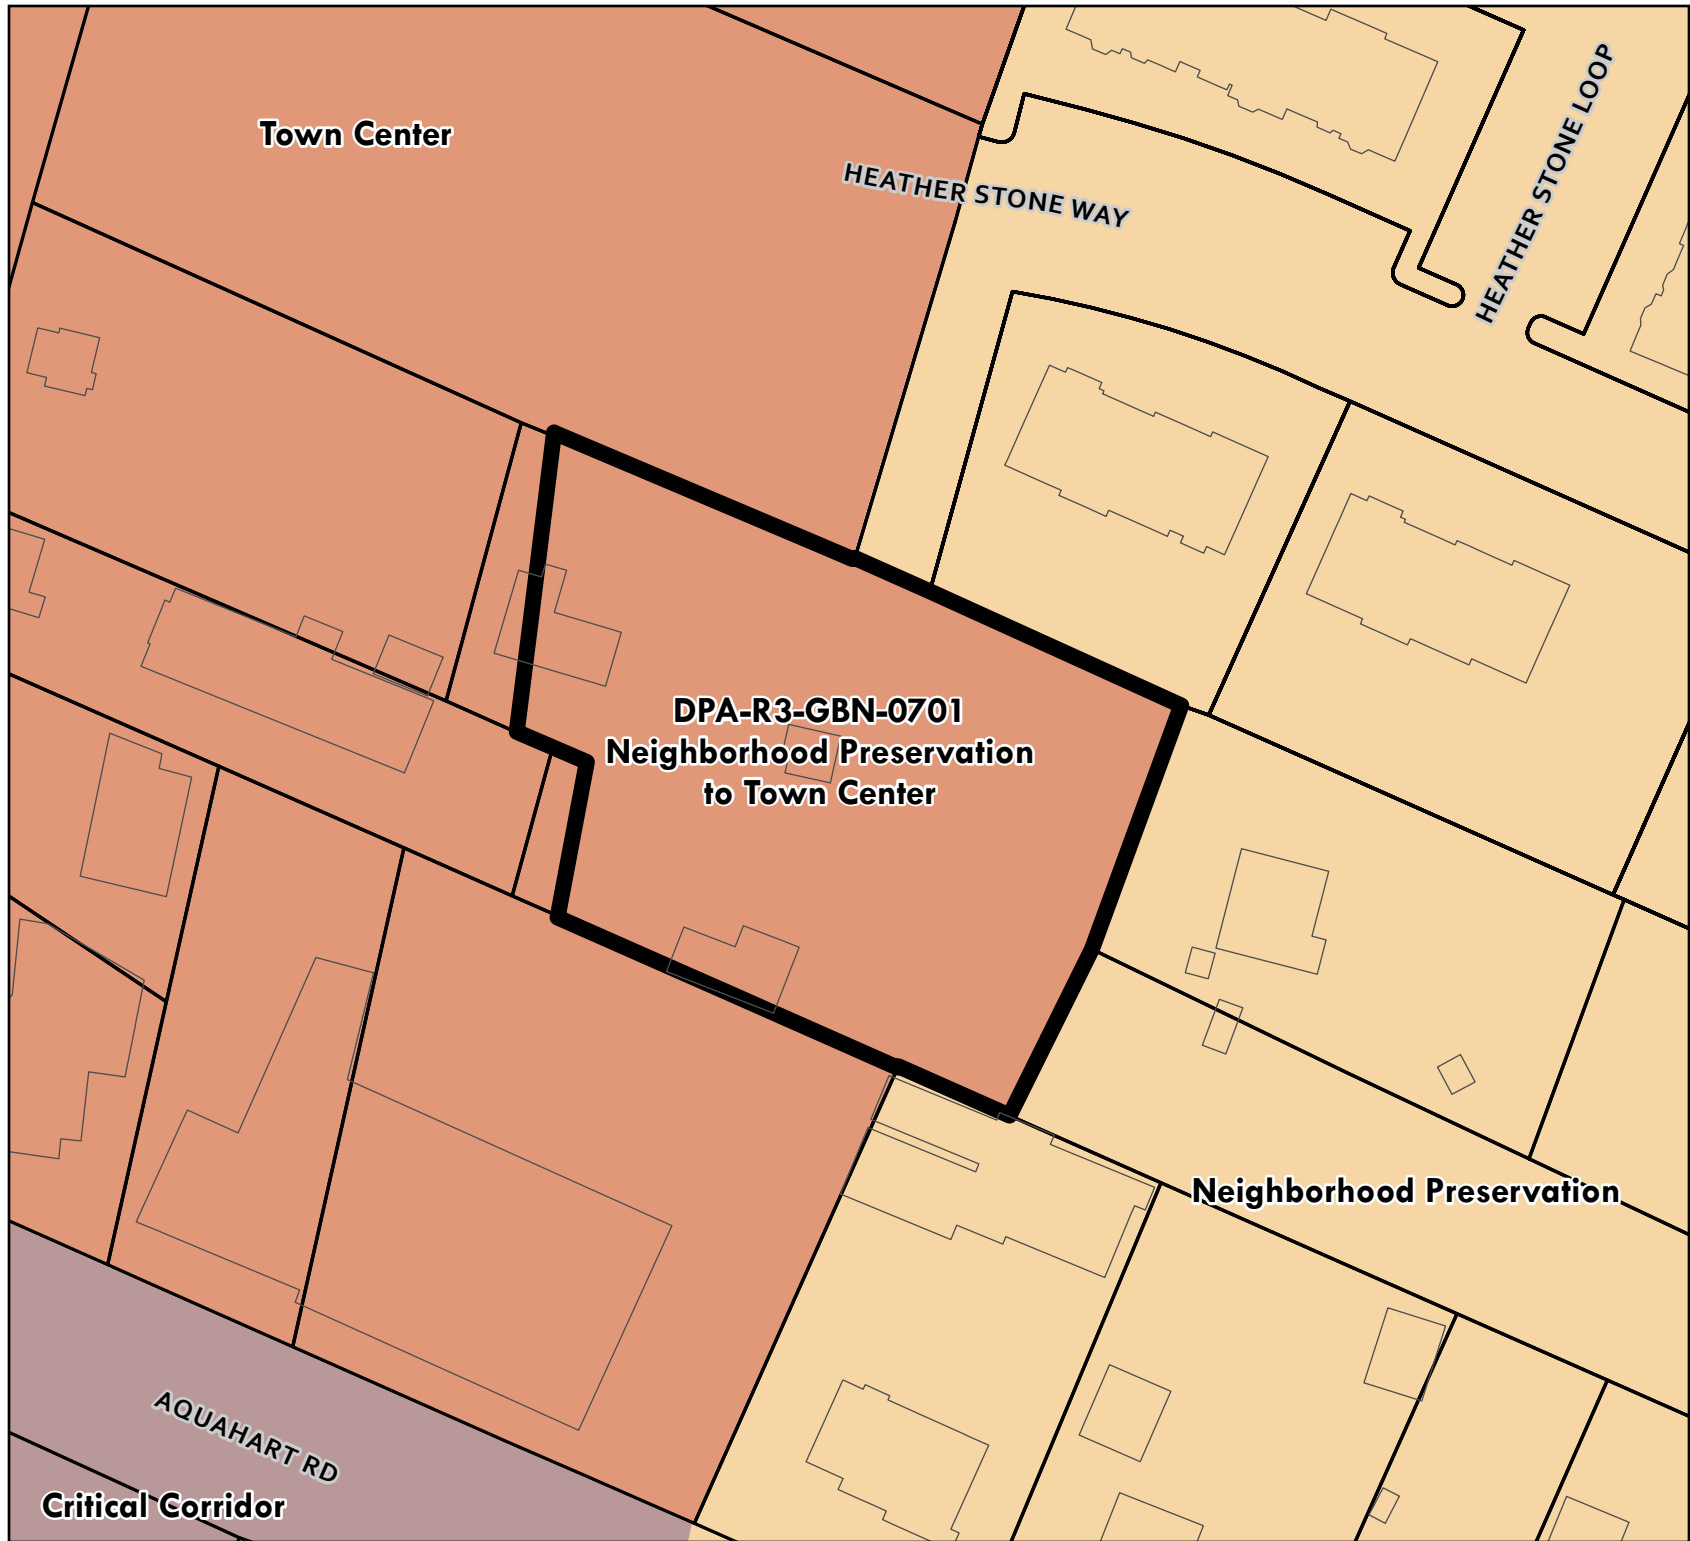 HEATHER STONE LOOP
Town Center
HEATHER STONE WAY
DPA-R3-GBN-0701
Neighborhood Preservation
to Town Center
Neighborhood Preservation
AQUAHART RD
Critical Corridor